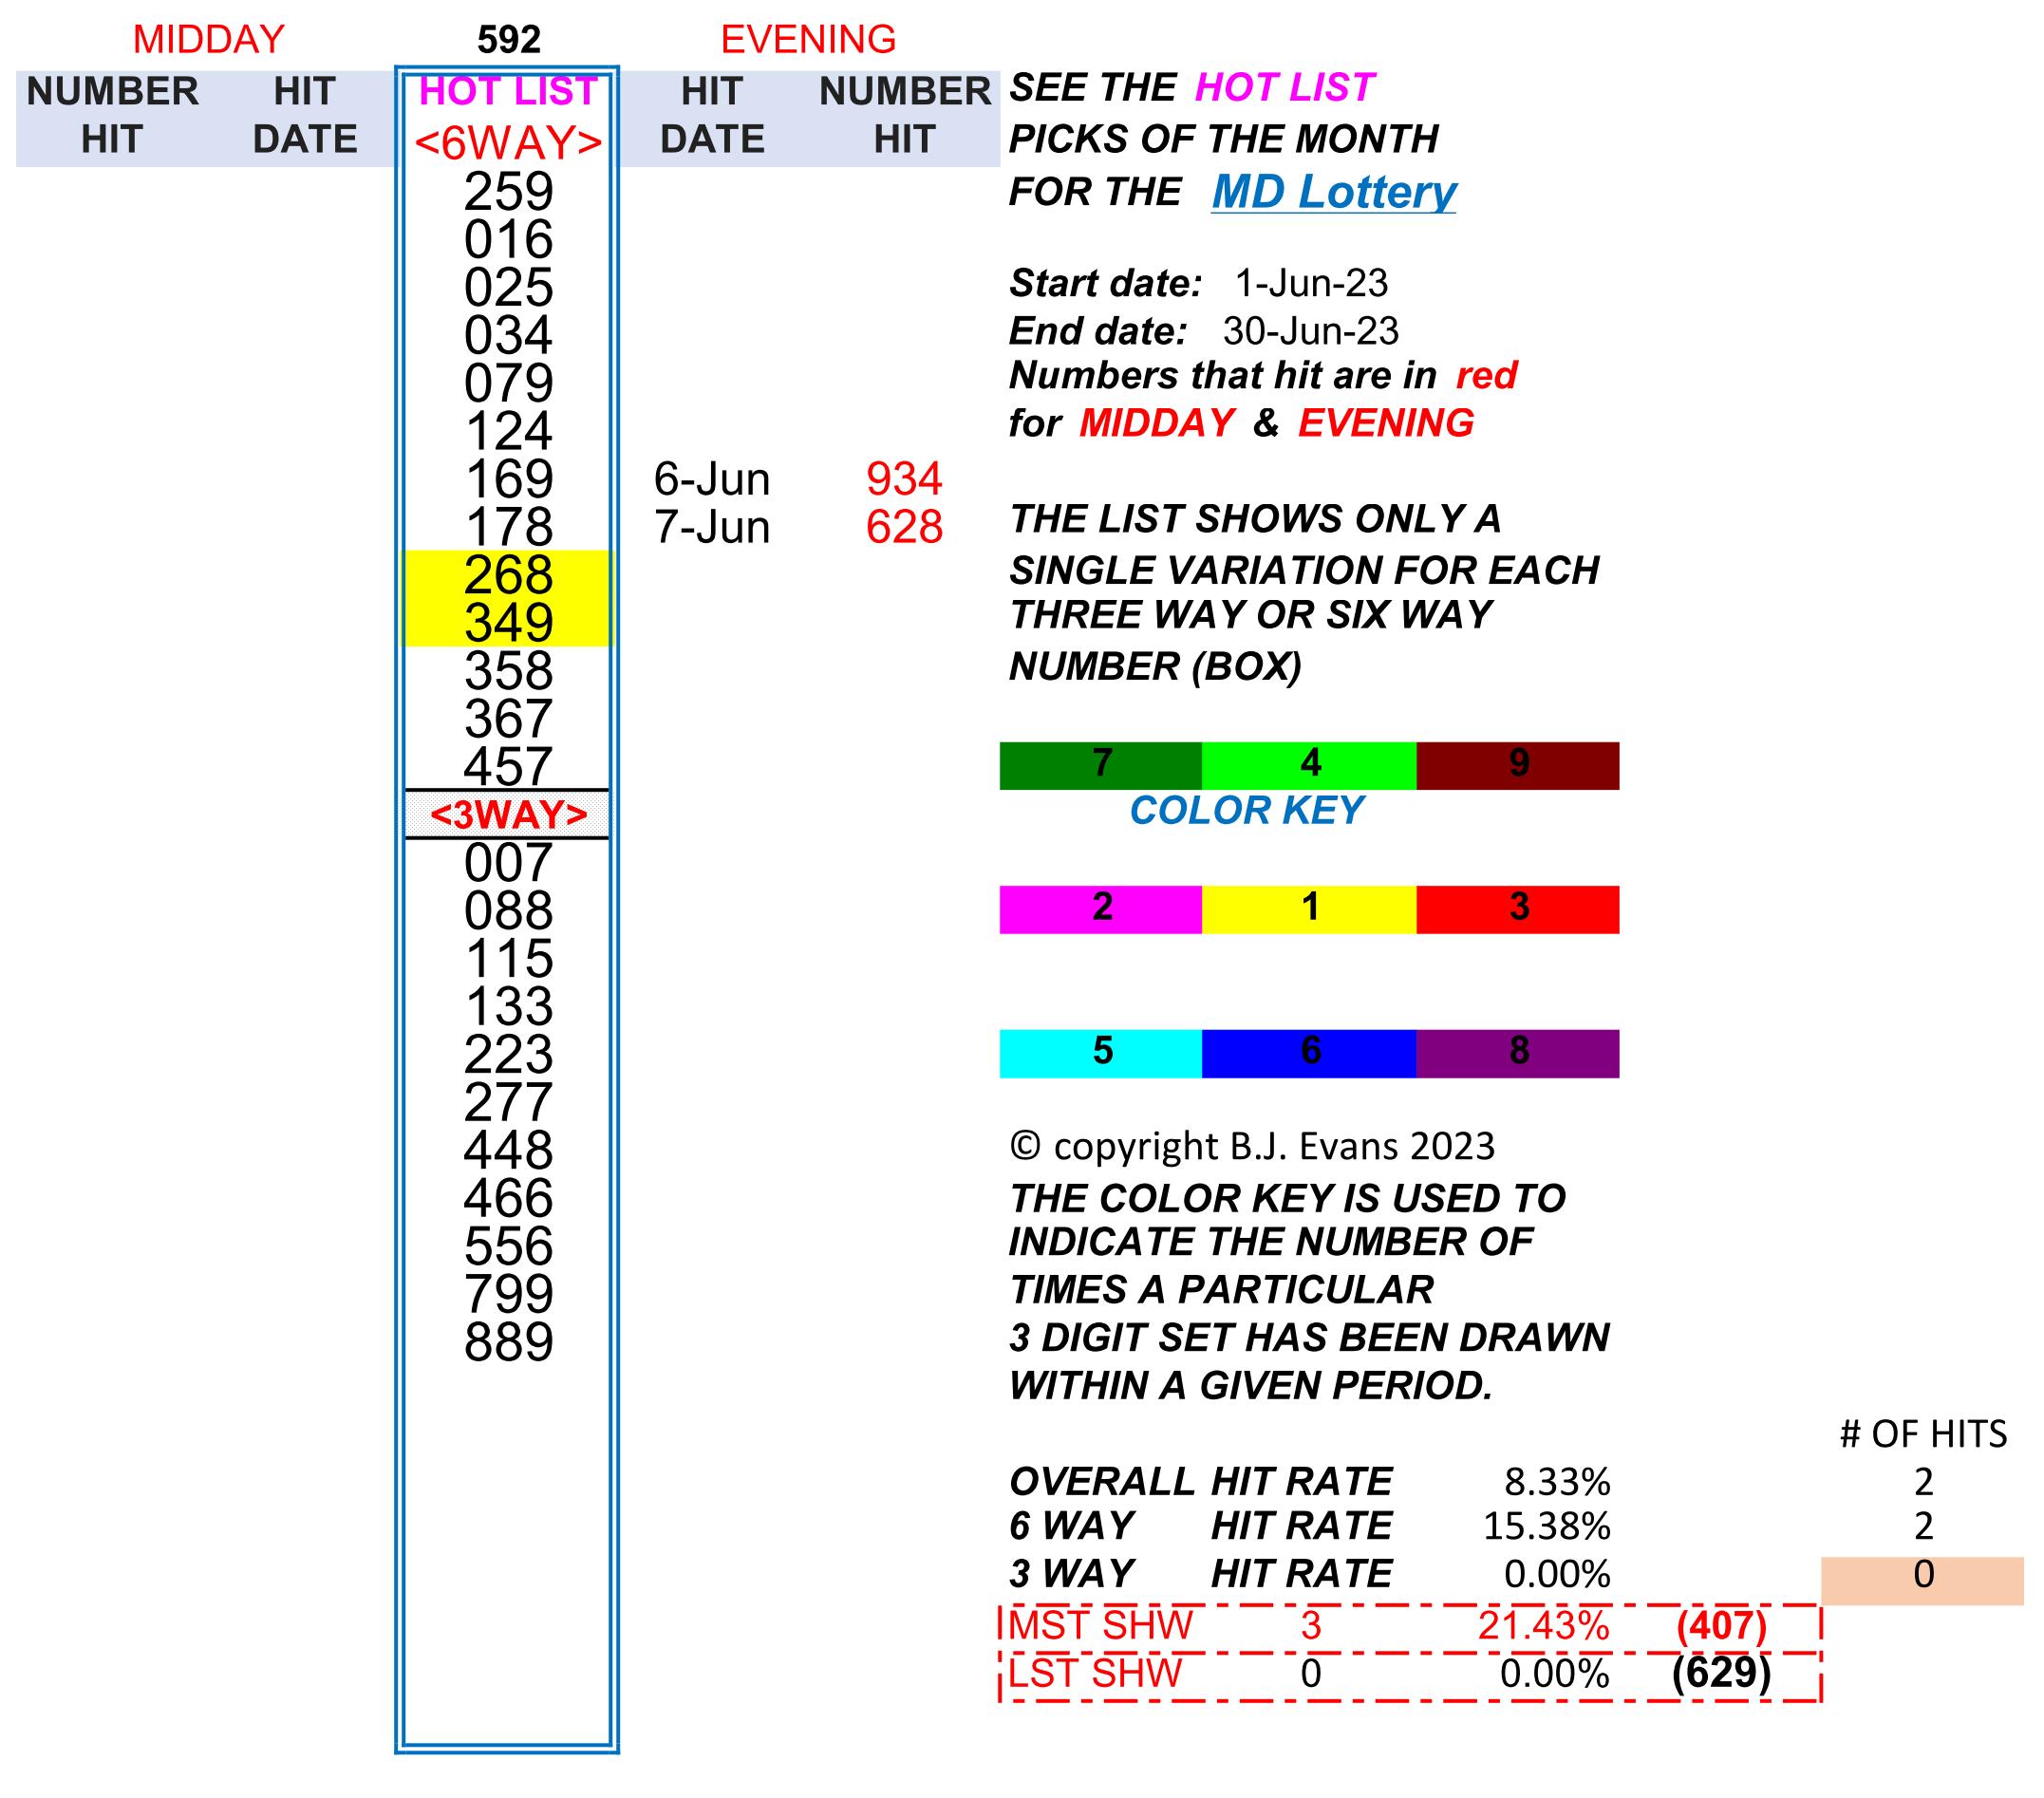 MIDDAY 592 EVENING
NUMBER HIT HOT LIST HIT NUMBER
HIT DATE <6WAY> DATE HIT
259
016
025
034
079
124
169 6-Jun 934
178 7-Jun 628
268
349
358
367
457
<3WAY>
007
088
115
133
223
277
448
466
556
799
889
SEE THE HOT LIST
PICKS OF THE MONTH
FOR THE MD Lottery
Start date: 1-Jun-23
End date: 30-Jun-23
Numbers that hit are in red
for MIDDAY & EVENING
THE LIST SHOWS ONLY A
SINGLE VARIATION FOR EACH
THREE WAY OR SIX WAY
NUMBER (BOX)
7 4 9
COLOR KEY
2 1 3
5 6 8
© copyright B.J. Evans 2023
THE COLOR KEY IS USED TO
INDICATE THE NUMBER OF
TIMES A PARTICULAR
3 DIGIT SET HAS BEEN DRAWN
WITHIN A GIVEN PERIOD.
# OF HITS
OVERALL HIT RATE 8.33% 2
6 WAY HIT RATE 15.38% 2
3 WAY HIT RATE 0.00% 0
MST SHW 3 21.43% (407)
LST SHW 0 0.00% (629)